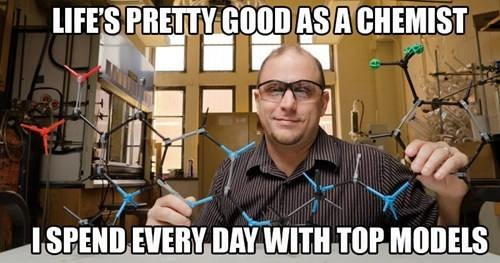 LIFE'S PRETTY GOOD AS A CHEMIST
I SPEND EVERY DAY WITH TOP MODELS